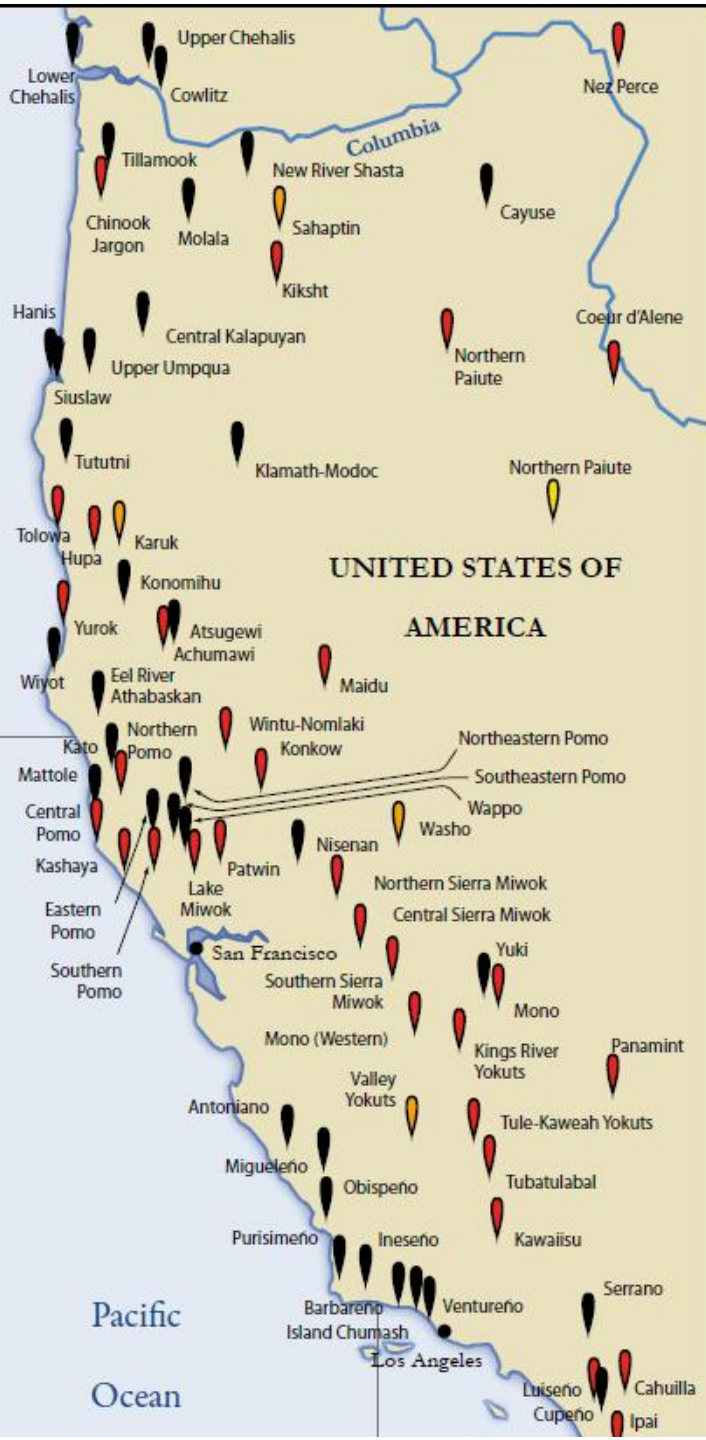 Upper Chehalis
Lower
Chehalis
Cowlitz
Nez Perce
Columbia
Tillamook
New River Shasta
Chinook
Jargon
Molala
Sahaptin
Cayuse
Kiksht
Hanis
Central Kalapuyan
Coeur d'Alene
Upper Umpqua
Northern
Paiute
Siuslaw
Tututni
Klamath-Modoc
Northern Paiute
Tolowa
Hupa
Karuk
Konomihu
UNITED STATES OF
AMERICA
Yurok
Atsugewi
Achumawi
Wiyot
Eel River
Athabaskan
Maidu
Kato
Northern
Pomo
Wintu-Nomlaki
Konkow
Northeastern Pomo
Mattole
Southeastern Pomo
Central
Pomo
Wappo
Washo
Kashaya
Patwin
Nisenan
Lake
Miwok
Northern Sierra Miwok
Eastern
Pomo
Central Sierra Miwok
San Francisco
Yuki
Southern
Pomo
Southern Sierra
Miwok
Mono
Mono (Western)
Kings River
Yokuts
Panamint
Valley
Yokuts
Antoniano
Tule-Kaweah Yokuts
Migueleño
Tubatulabal
Obispeño
Purisimeño
Ineseño
Kawaiisu
Serrano
Barbareño
Ventureño
Island Chumash
Los Angeles
Pacific
Ocean
Luiseño
Cahuilla
Cupeño
Ipai